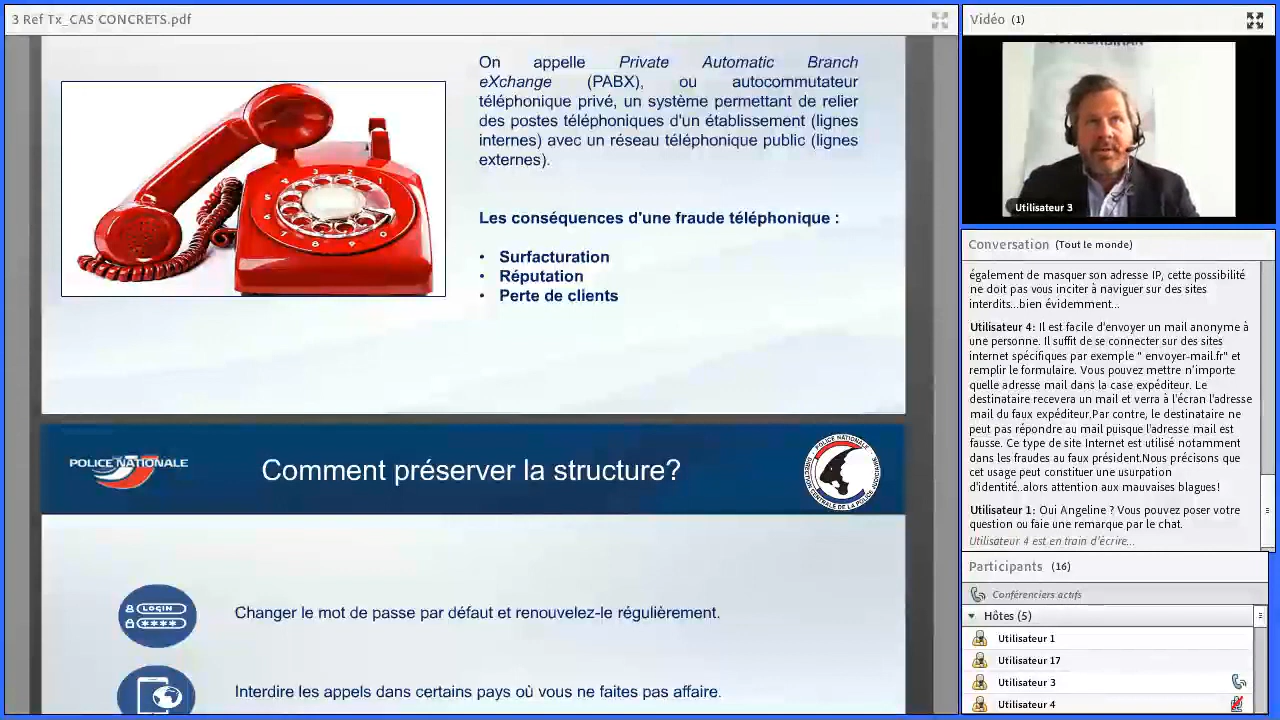 3 Ref Tx_CAS CONCRETS.pdf
On appelle Private Automatic Branch
eXchange (PABX), ou autocommutateur
téléphonique privé, un système permettant de relier
des postes téléphoniques d'un établissement (lignes
internes) avec un réseau téléphonique public (lignes
externes).
Les conséquences d'une fraude téléphonique :
• Surfacturation
• Réputation
• Perte de clients
POLICE NATIONALE
Comment préserver la structure?
LOGIN
****
Changer le mot de passe par défaut et renouvelez-le régulièrement.
Interdire les appels dans certains pays où vous ne faites pas affaire.
Vidéo (1)
Utilisateur 3
Conversation (Tout le monde)
également de masquer son adresse IP, cette possibilité
ne doit pas vous inciter à naviguer sur des sites
interdits...bien évidemment...
Utilisateur 4: Il est facile d'envoyer un mail anonyme à
une personne. Il suffit de se connecter sur des sites
internet spécifiques par exemple " envoyer-mail.fr" et
remplir le formulaire. Vous pouvez mettre n'importe
quelle adresse mail dans la case expéditeur. Le
destinataire recevera un mail et verra à l'écran l'adresse
mail du faux expéditeur.Par contre, le destinataire ne
peut pas répondre au mail puisque l'adresse mail est
fausse. Ce type de site Internet est utilisé notamment
dans les fraudes au faux président.Nous précisons que
cet usage peut constituer une usurpation
d'identité..alors attention aux mauvaises blagues!
Utilisateur 1: Oui Angeline ? Vous pouvez poser votre
question ou faie une remarque par le chat.
Utilisateur 4 est en train d'écrire...
Participants (16)
Conférenciers actifs
Hôtes (5)
Utilisateur 1
Utilisateur 17
Utilisateur 3
Utilisateur 4